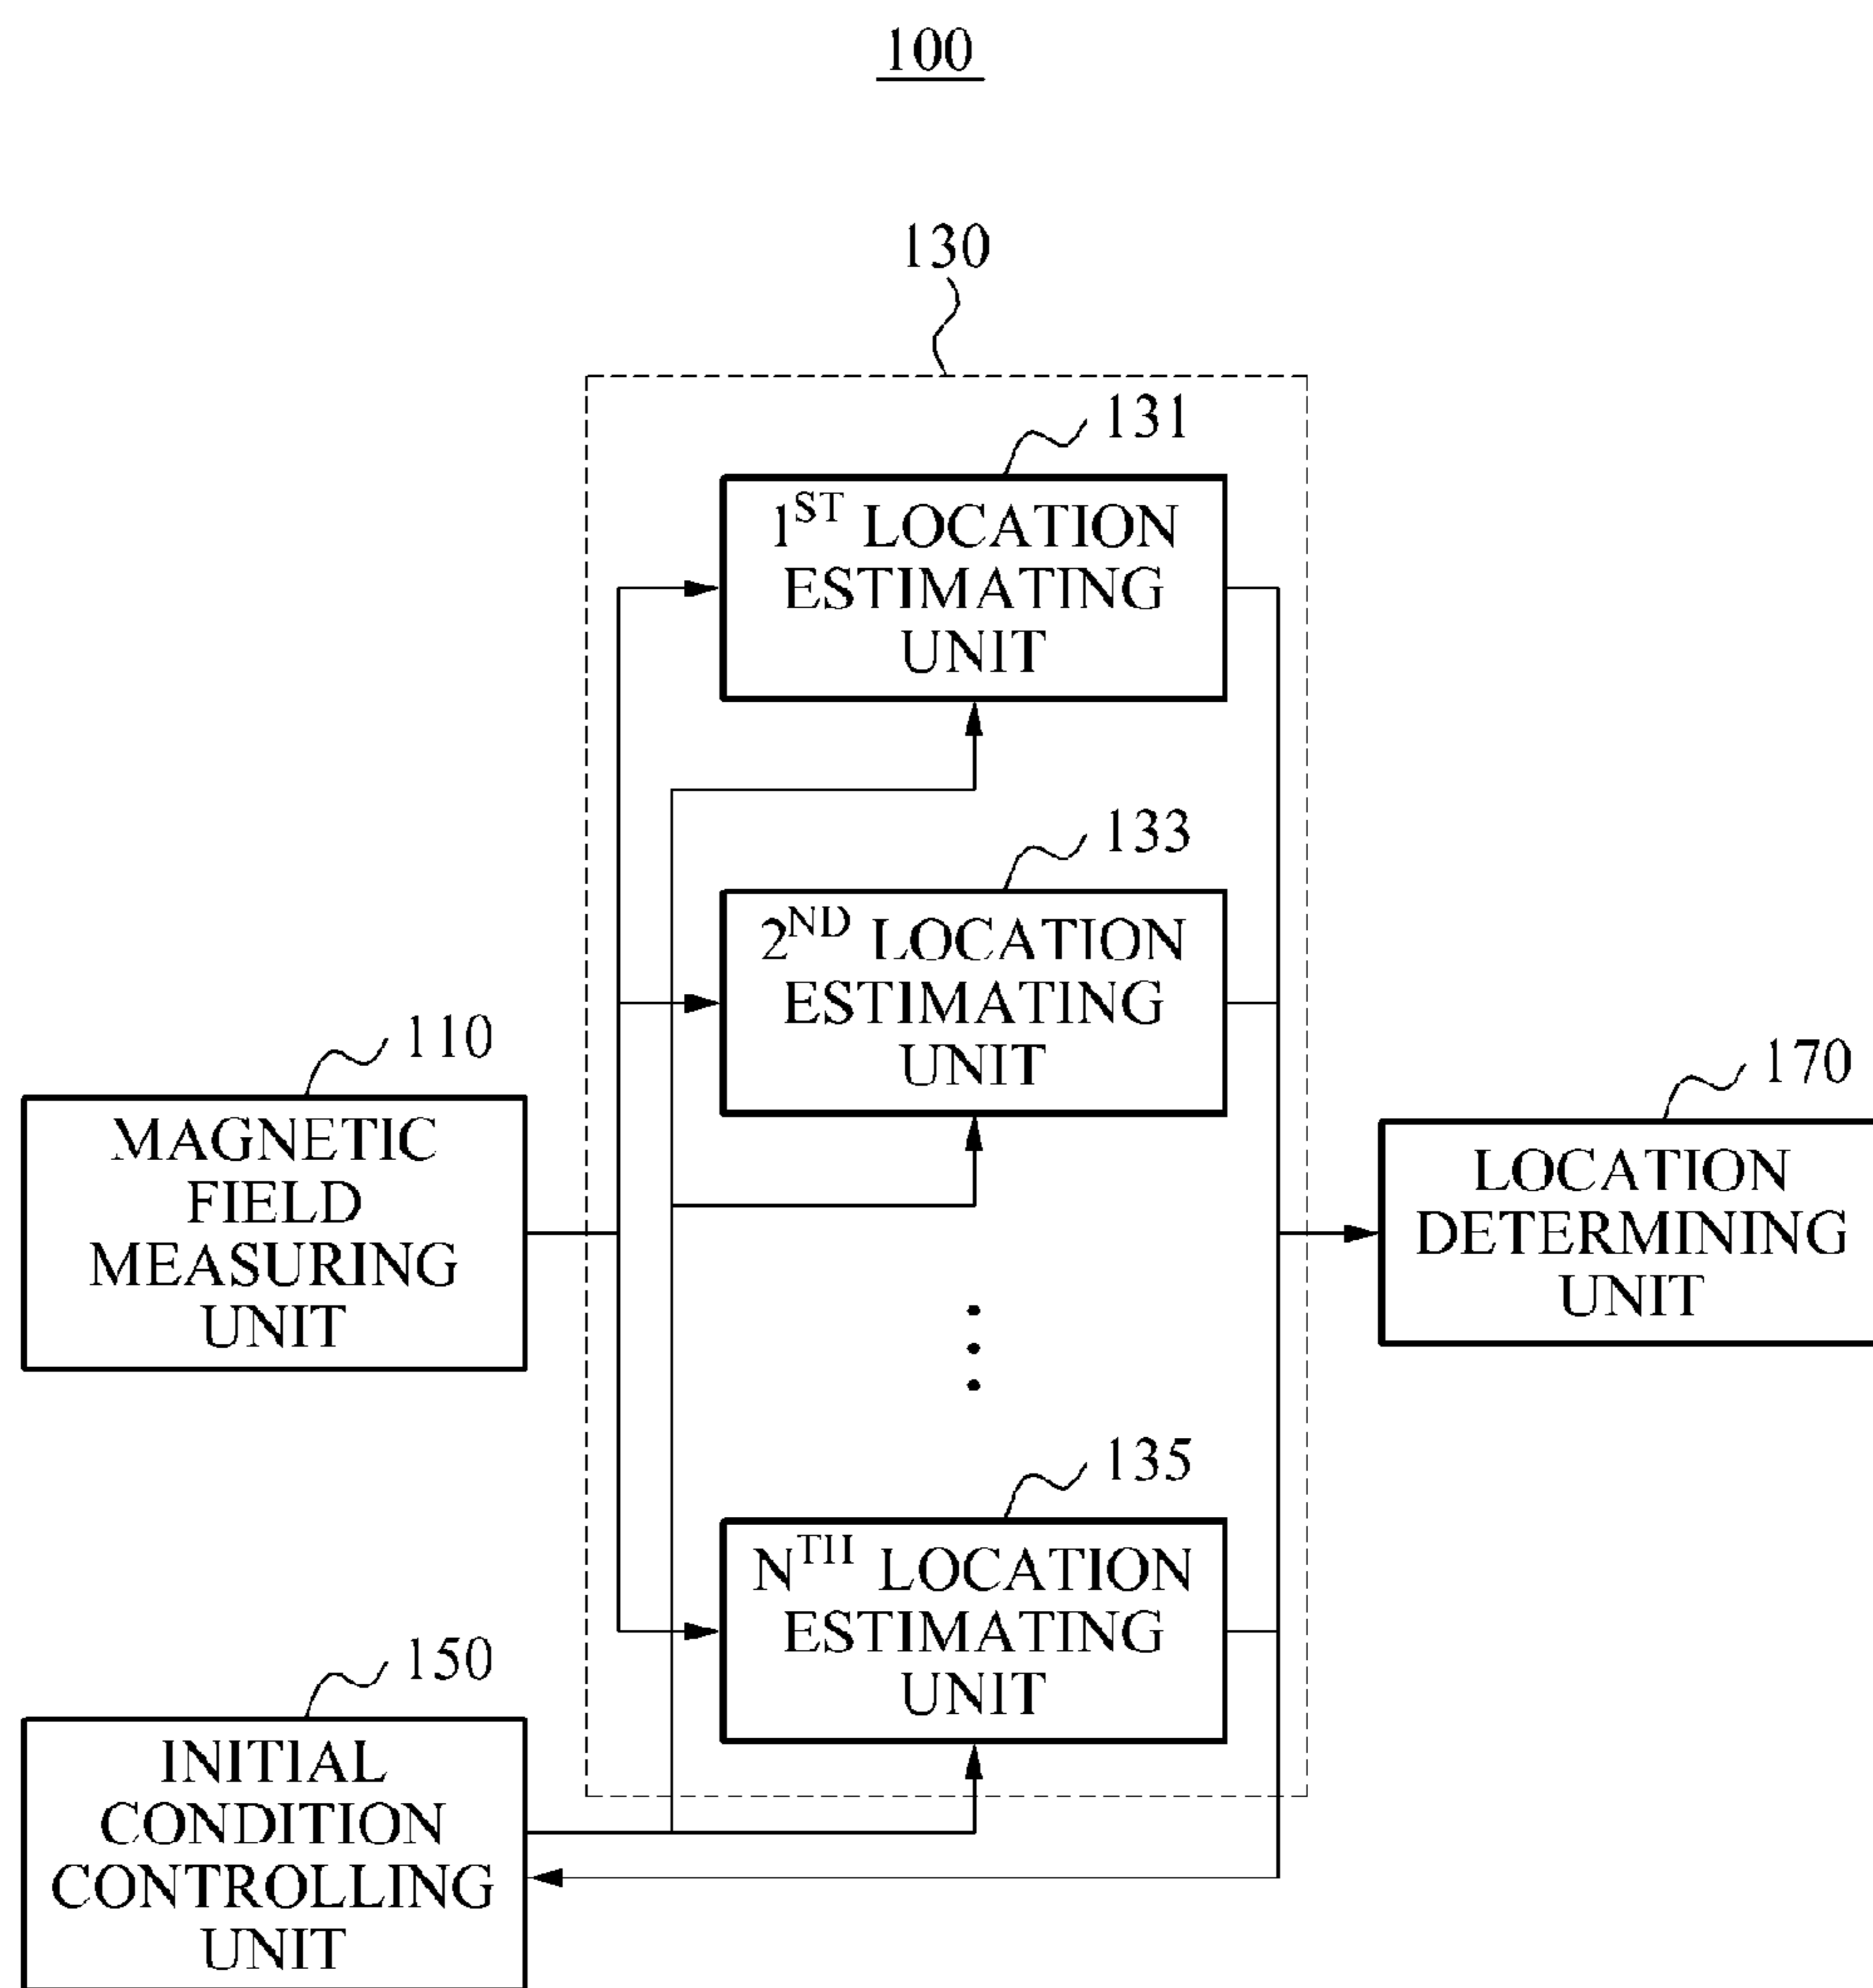 100
130
131
1ST LOCATION
ESTIMATING
UNIT
133
2ND LOCATION
ESTIMATING
UNIT
110
MAGNETIC
FIELD
MEASURING
UNIT
170
LOCATION
DETERMINING
UNIT
135
NTH LOCATION
ESTIMATING
UNIT
150
INITIAL
CONDITION
CONTROLLING
UNIT